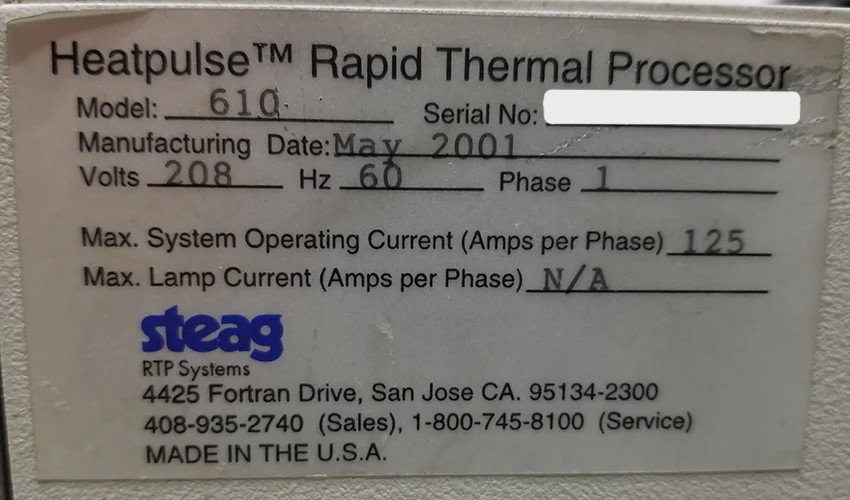 Heatpulse™ Rapid Thermal Processor
Model: 610 Serial No:
Manufacturing Date: May 2001
Volts 208 Hz 60 Phase 1
Max. System Operating Current (Amps per Phase) 125
Max. Lamp Current (Amps per Phase) N/A
steag
RTP Systems
4425 Fortran Drive, San Jose CA. 95134-2300
408-935-2740 (Sales), 1-800-745-8100 (Service)
MADE IN THE U.S.A.